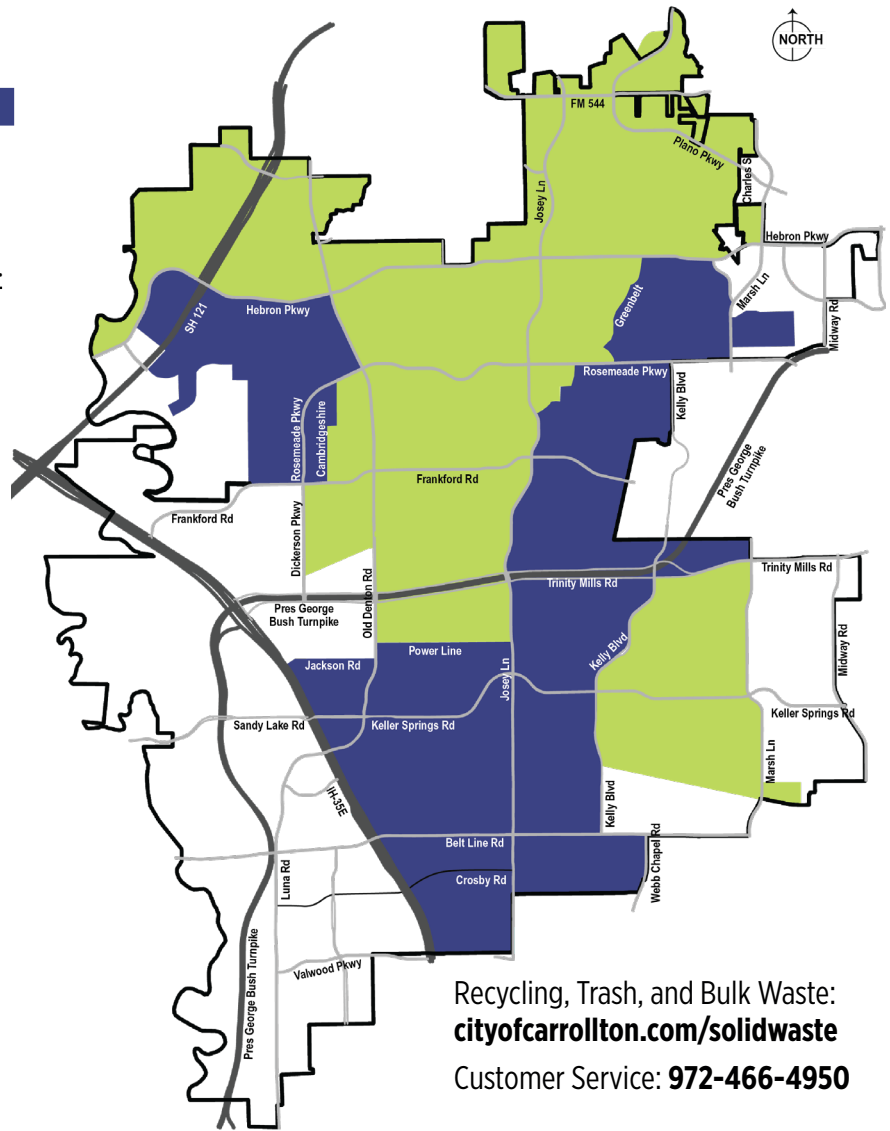 NORTH
FM 544
Plano Pkwy
Charles S
Josey Ln
Hebron Pkwy
Marsh Ln
Midway Rd
Greenbelt
SH 121
Hebron Pkwy
Rosemeade Pkwy
Kelly Blvd
Rosemeade Pkwy
Cambridgeshire
Pres George
Bush Turnpike
Frankford Rd
Frankford Rd
Dickerson Pkwy
Old Denton Rd
Trinity Mills Rd
Trinity Mills Rd
Pres George
Bush Turnpike
Power Line
Kelly Blvd
Midway Rd
Jackson Rd
Josey Ln
Sandy Lake Rd
Keller Springs Rd
Keller Springs Rd
Marsh Ln
IH-35E
Kelly Blvd
Belt Line Rd
Webb Chapel Rd
Luna Rd
Crosby Rd
Pres George Bush Turnpike
Valwood Pkwy
Recycling, Trash, and Bulk Waste:
cityofcarrollton.com/solidwaste
Customer Service: 972-466-4950